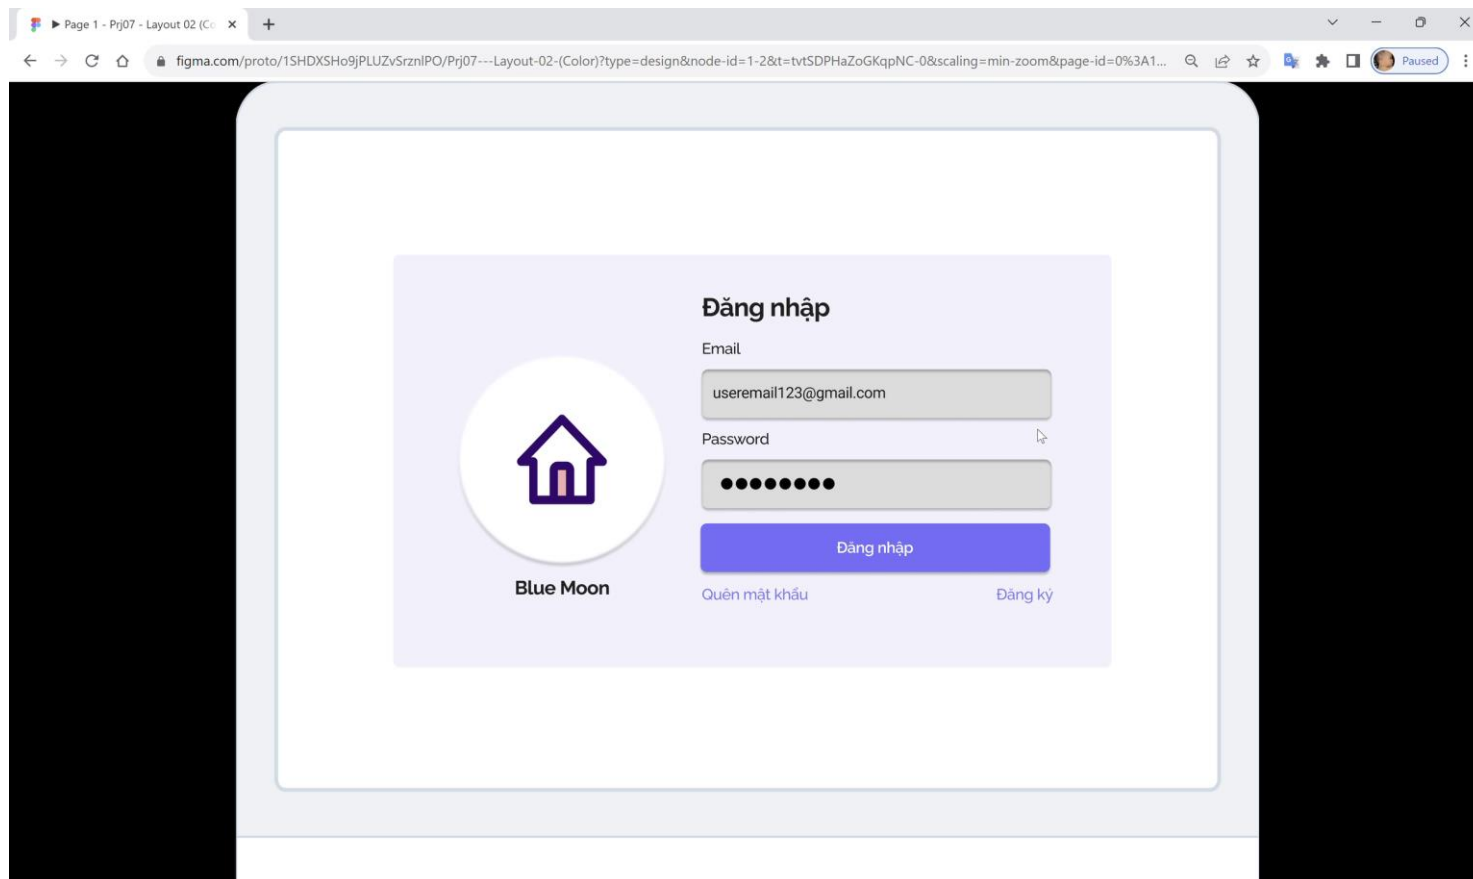 Page 1 - Prj07 - Layout 02 (Co
figma.com/proto/1SHDXSHo9jPLUZvSrznlPO/Prj07---Layout-02-(Color)?type=design&node-id=1-2&t=tvtSDPHaZoGKqpNC-0&scaling=min-zoom&page-id=0%3A1...
Paused
Đăng nhập
Email
useremail123@gmail.com
Password
Đăng nhập
Quên mật khẩu
Đăng ký
Blue Moon